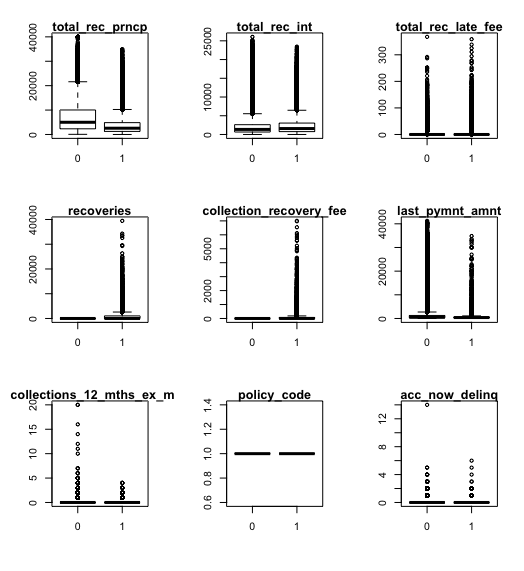 total_rec_prncp
total_rec_int
total_rec_late_fee
0 20000 40000
0 10000 25000
0 100 200 300
0 1
0 1
0 1
recoveries
collection_recovery_fee
last_pymnt_amnt
0 20000 40000
0 2000 5000
0 20000 40000
0 1
0 1
0 1
collections_12_mths_ex_m
policy_code
acc_now_delinq
0 5 10 15 20
0.6 0.8 1.0 1.2 1.4
0 4 8 12
0 1
0 1
0 1